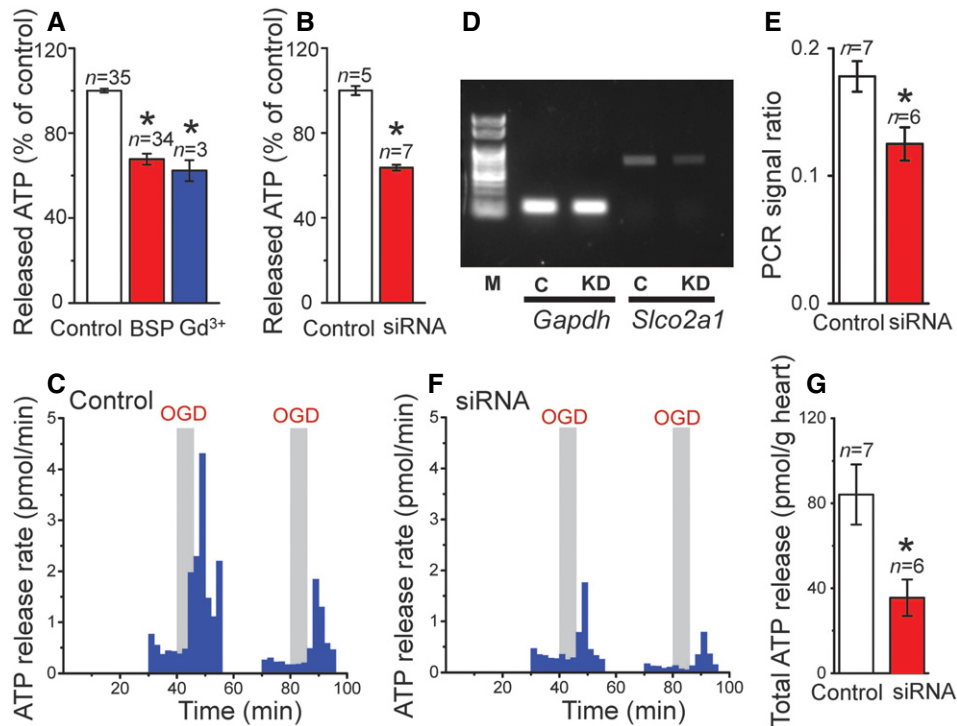 A
Released ATP (% of control)
120
80
40
0
n=35
*
n=34
*
n=3
Control BSP Gd³⁺
B
Released ATP (% of control)
120
80
40
0
n=5
*
n=7
Control siRNA
D
M C KD C KD
Gapdh Slco2a1
E
PCR signal ratio
0.2
0.1
0.0
n=7
*
n=6
Control siRNA
C
Control
ATP release rate (pmol/min)
5
4
3
2
1
0
OGD
OGD
20 40 60 80 100
Time (min)
F
siRNA
ATP release rate (pmol/min)
5
4
3
2
1
0
OGD
OGD
20 40 60 80 100
Time (min)
G
Total ATP release (pmol/g heart)
120
80
40
0
n=7
*
n=6
Control siRNA